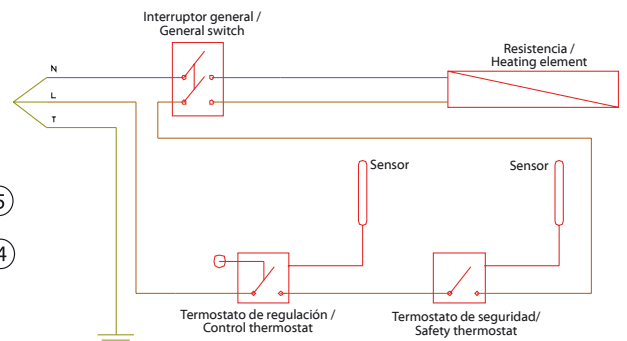 Interruptor general /
General switch
Resistencia /
Heating element
N
L
T
Sensor
Sensor
5
4
Termostato de regulación /
Control thermostat
Termostato de seguridad/
Safety thermostat